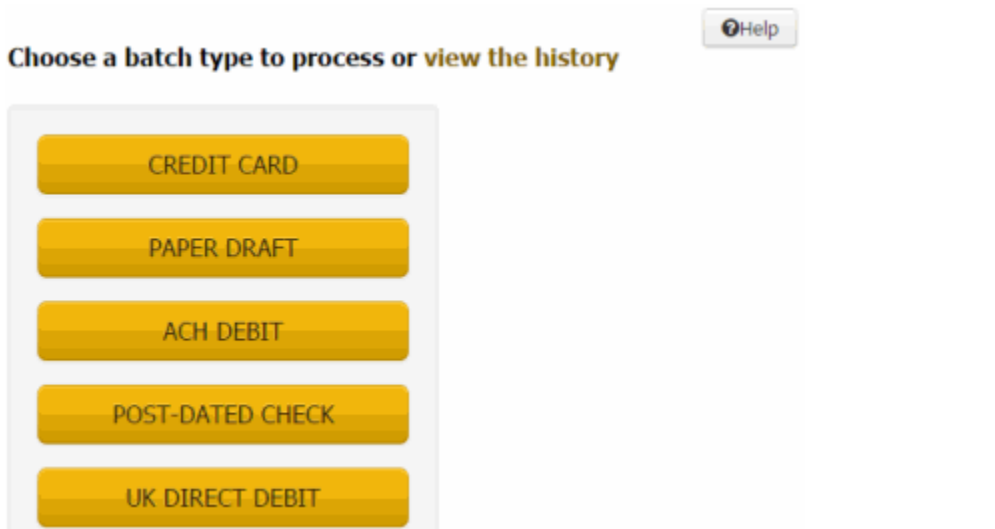 Help
Choose a batch type to process or view the history
CREDIT CARD
PAPER DRAFT
ACH DEBIT
POST-DATED CHECK
UK DIRECT DEBIT